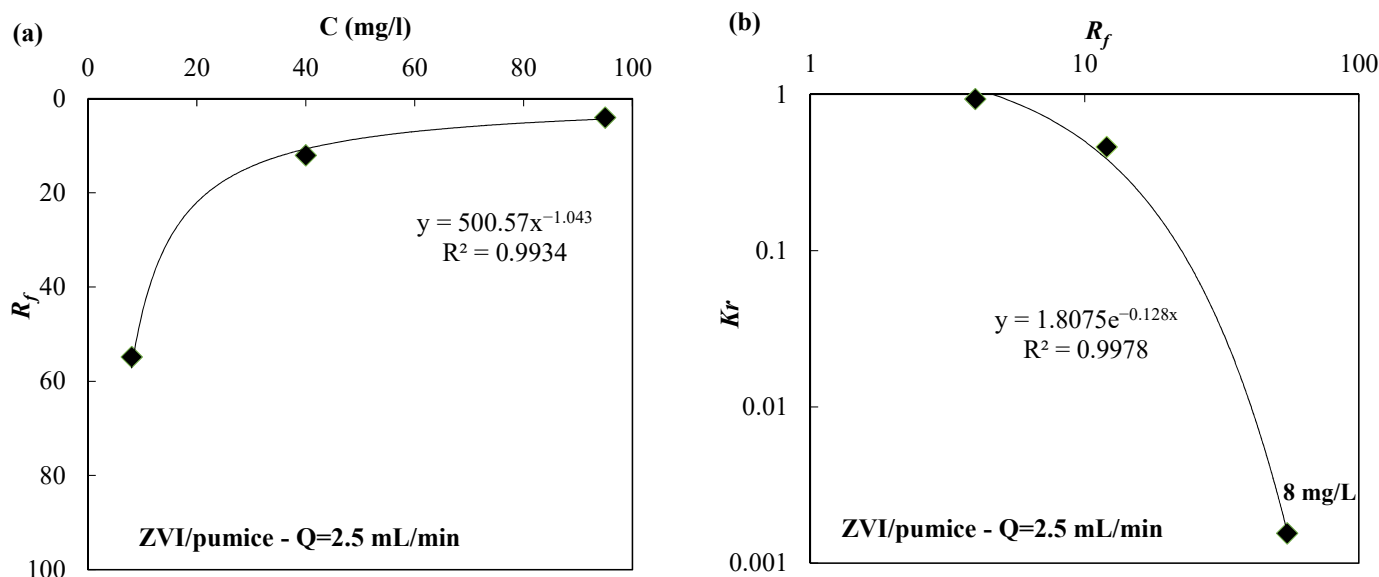 (a)
C (mg/l)
0 20 40 60 80 100
0
20
40
60
80
100
R_f
y = 500.57x^−1.043
R² = 0.9934
ZVI/pumice - Q=2.5 mL/min
(b)
R_f
1 10 100
1
0.1
0.01
0.001
Kr
y = 1.8075e^−0.128x
R² = 0.9978
8 mg/L
ZVI/pumice - Q=2.5 mL/min